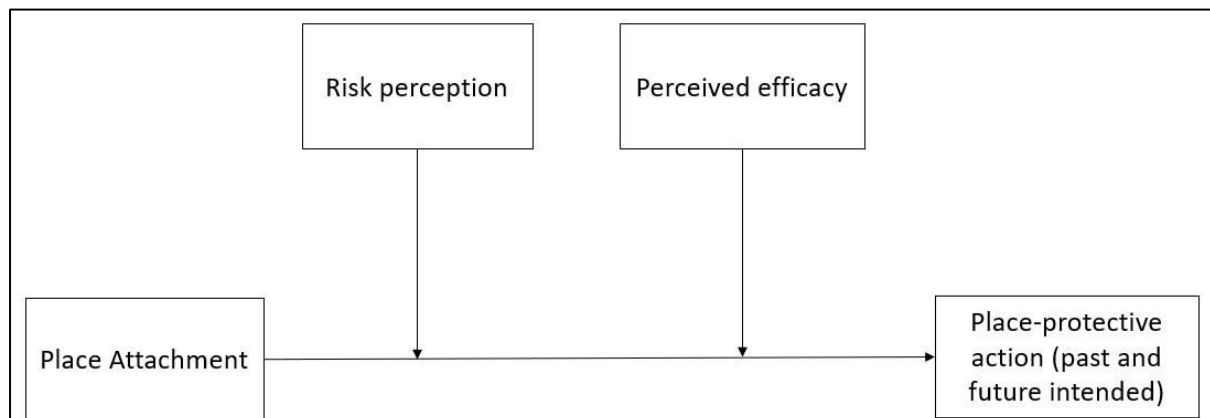 Risk perception
Perceived efficacy
Place Attachment
Place-protective
action (past and
future intended)